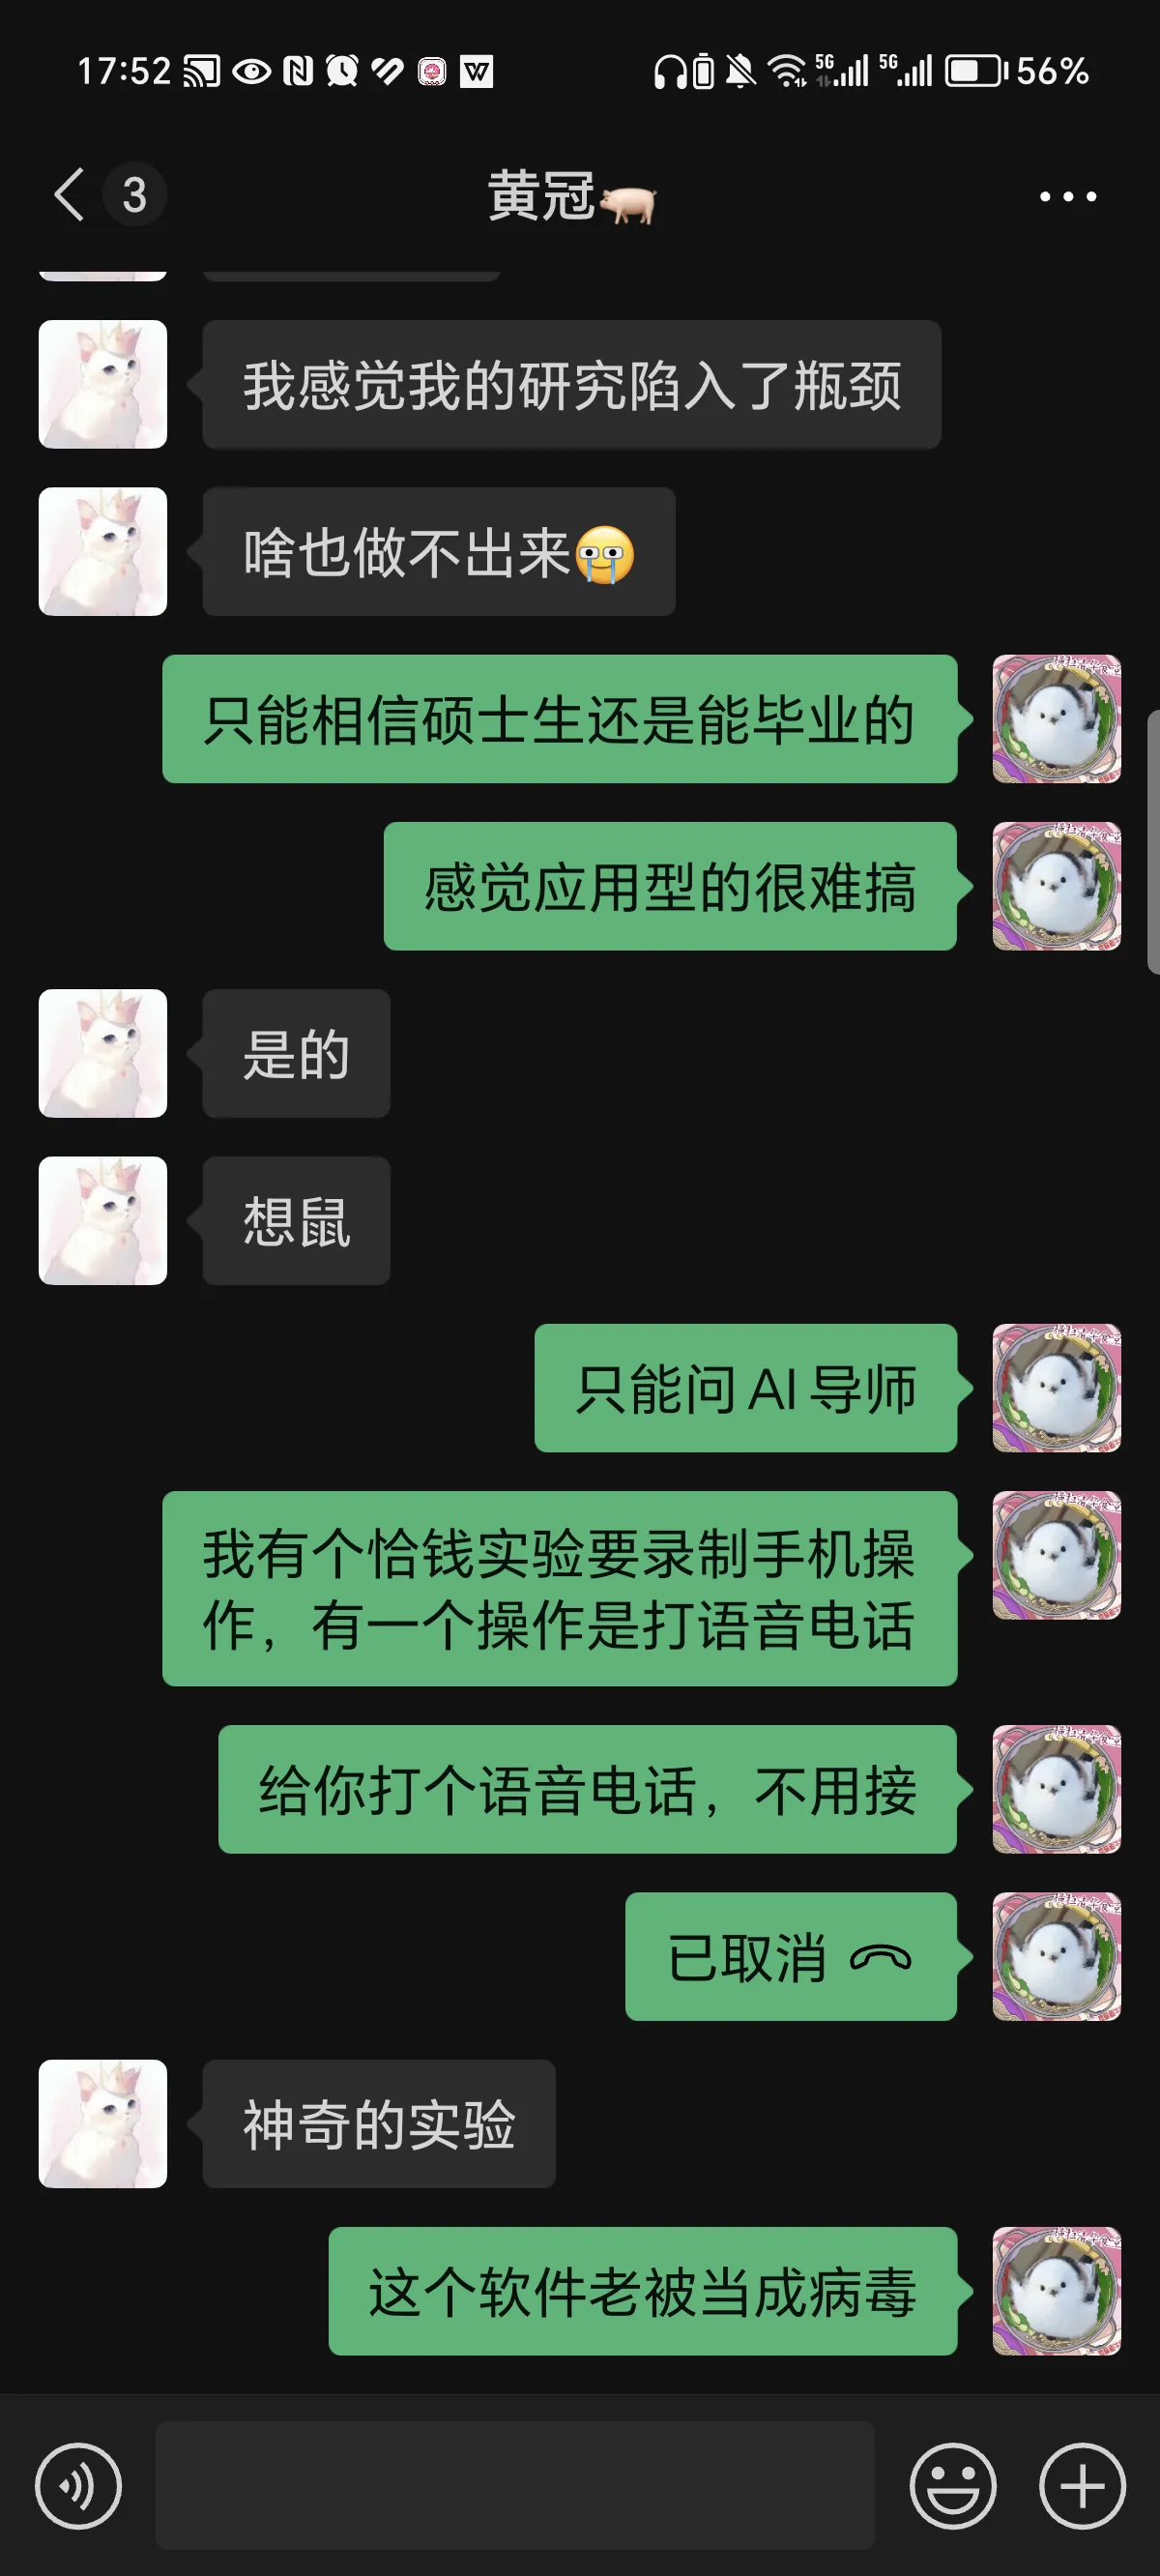 17:52
5G 5G 56%
3 黄冠
我感觉我的研究陷入了瓶颈
啥也做不出来
只能相信硕士生还是能毕业的
感觉应用型的很难搞
是的
想鼠
只能问 AI 导师
我有个恰钱实验要录制手机操
作，有一个操作是打语音电话
给你打个语音电话，不用接
已取消
神奇的实验
这个软件老被当成病毒